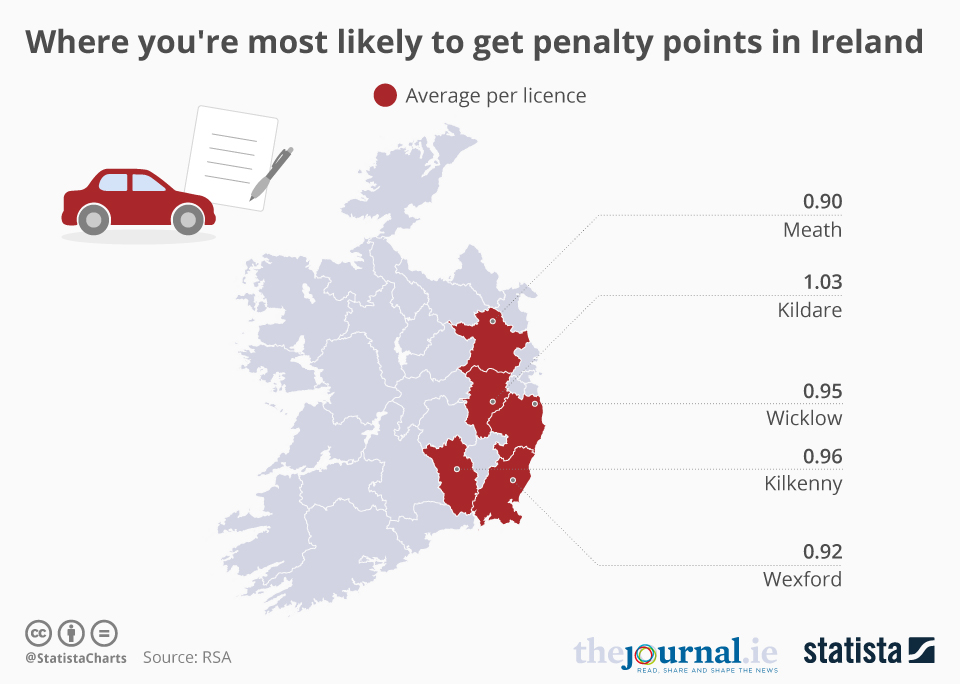 Where you're most likely to get penalty points in Ireland
Average per licence
0.90
Meath
1.03
Kildare
0.95
Wicklow
0.96
Kilkenny
0.92
Wexford
cc
@StatistaCharts Source: RSA
thejournal.ie
READ, SHARE AND SHAPE THE NEWS
statista